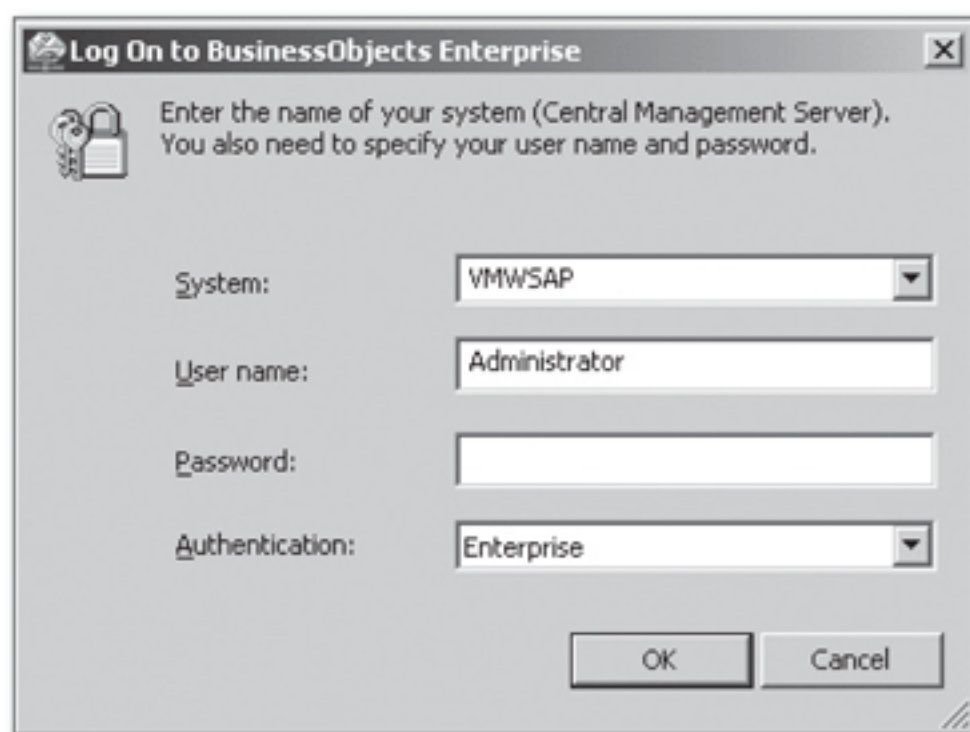 Log On to BusinessObjects Enterprise
Enter the name of your system (Central Management Server).
You also need to specify your user name and password.
System: VMWSAP
User name: Administrator
Password:
Authentication: Enterprise
OK Cancel